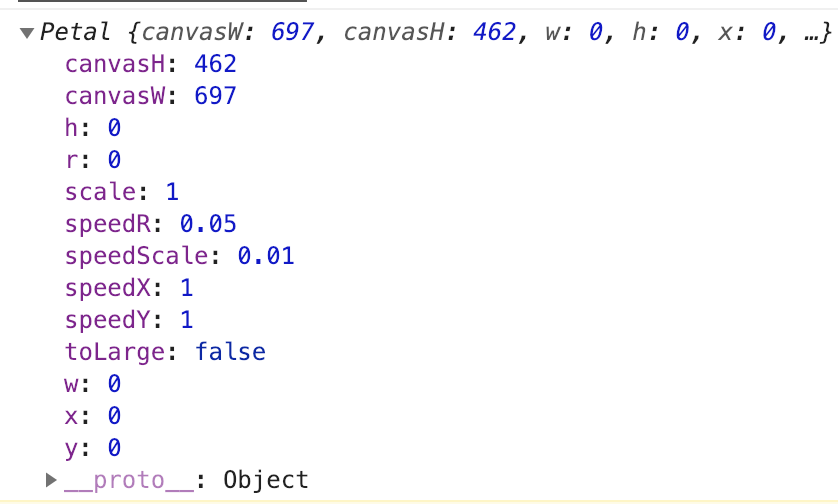 Petal {canvasW: 697, canvasH: 462, w: 0, h: 0, x: 0, …}
canvasH: 462
canvasW: 697
h: 0
r: 0
scale: 1
speedR: 0.05
speedScale: 0.01
speedX: 1
speedY: 1
toLarge: false
w: 0
x: 0
y: 0
__proto__: Object